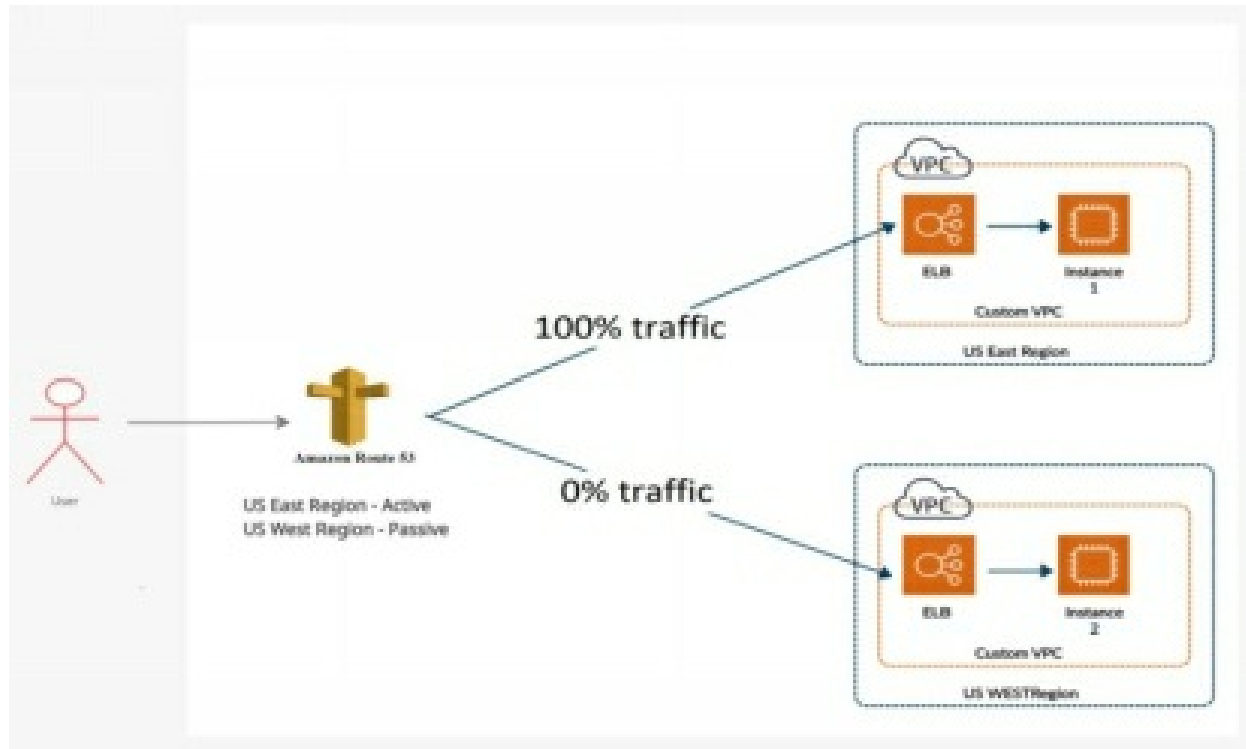 VPC
ELB
Instance
1
Custom VPC
US East Region
100% traffic
User
Amazon Route 53
US East Region - Active
US West Region - Passive
0% traffic
VPC
ELB
Instance
2
Custom VPC
US WESTRegion